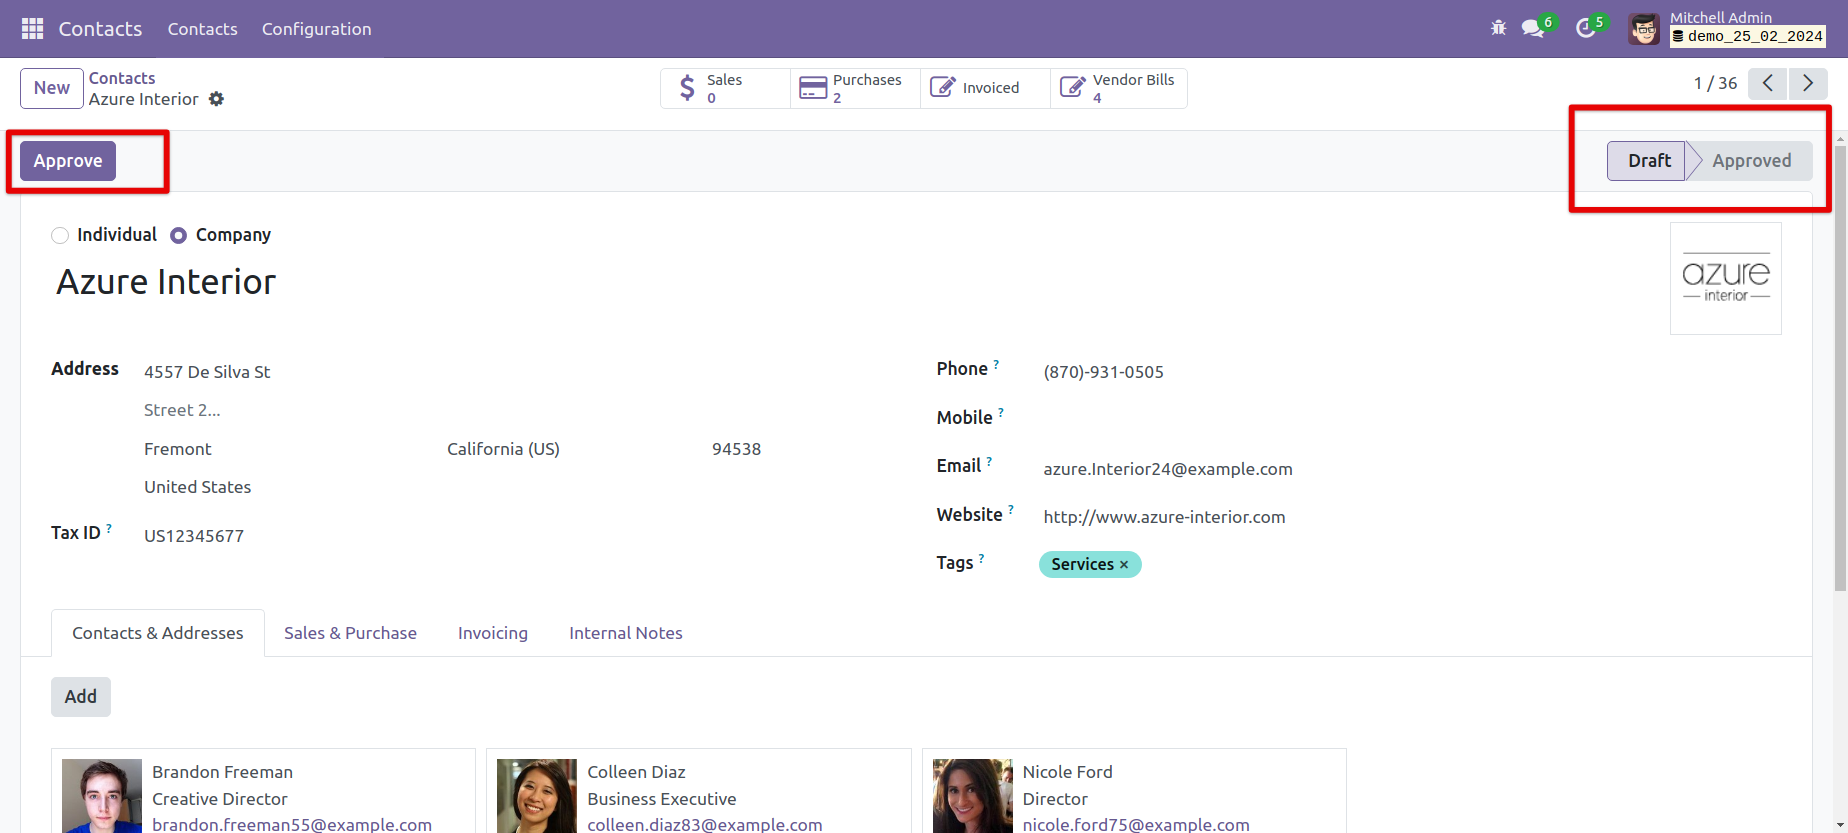 Contacts
Contacts
Configuration
6
5
Mitchell Admin
demo_25_02_2024
New
Contacts
Azure Interior
Sales
0
Purchases
2
Invoiced
Vendor Bills
4
1 / 36
Approve
Draft
Approved
Individual
Company
Azure Interior
azure
interior
Address
4557 De Silva St
Street 2...
Fremont
California (US)
94538
United States
Tax ID ?
US12345677
Phone ?
(870)-931-0505
Mobile ?
Email ?
azure.Interior24@example.com
Website ?
http://www.azure-interior.com
Tags ?
Services ×
Contacts & Addresses
Sales & Purchase
Invoicing
Internal Notes
Add
Brandon Freeman
Creative Director
brandon.freeman55@example.com
Colleen Diaz
Business Executive
colleen.diaz83@example.com
Nicole Ford
Director
nicole.ford75@example.com